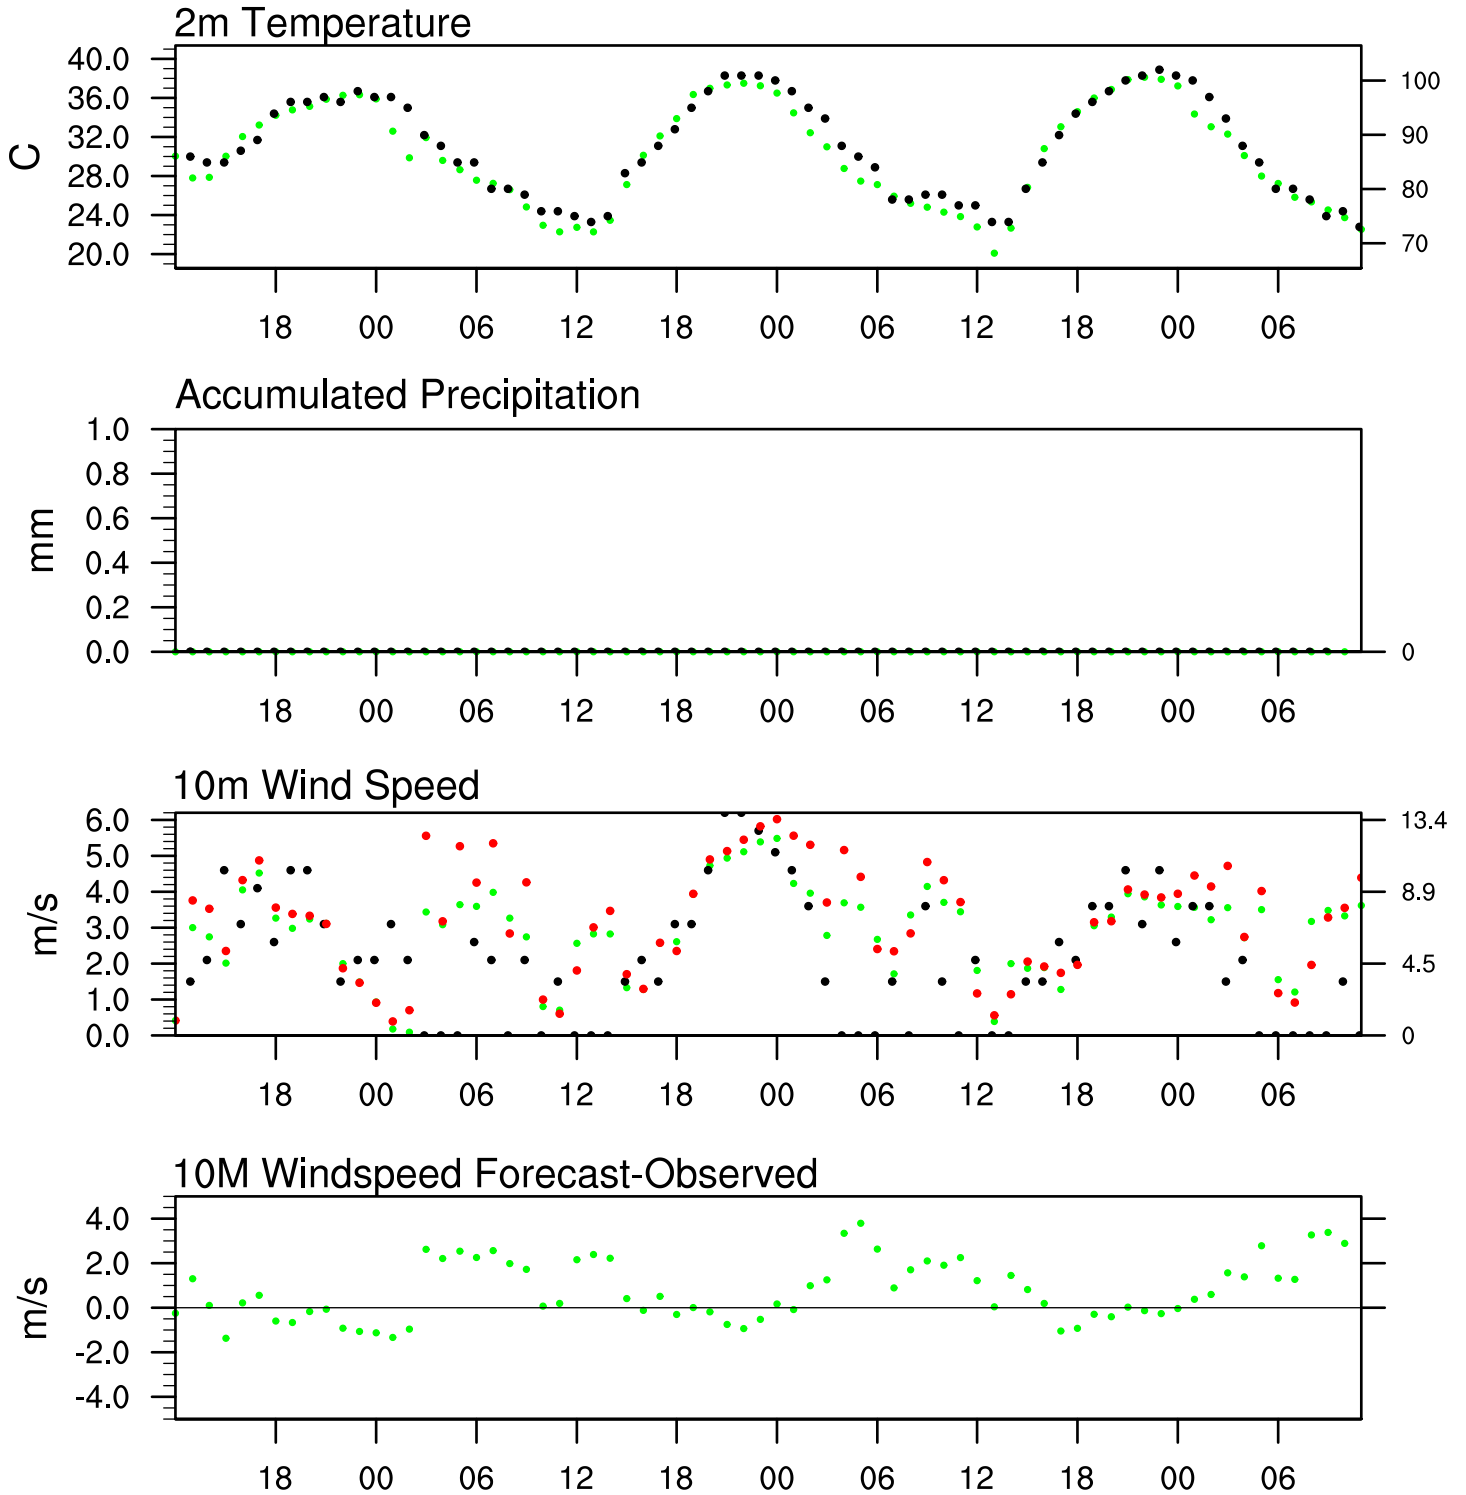 2m Temperature
40.0
36.0
32.0
28.0
24.0
20.0
C
100
90
80
70
18 00 06 12 18 00 06 12 18 00 06
Accumulated Precipitation
1.0
0.8
0.6
0.4
0.2
0.0
mm
0
18 00 06 12 18 00 06 12 18 00 06
10m Wind Speed
6.0
5.0
4.0
3.0
2.0
1.0
0.0
m/s
13.4
8.9
4.5
0
18 00 06 12 18 00 06 12 18 00 06
10M Windspeed Forecast-Observed
4.0
2.0
0.0
-2.0
-4.0
m/s
18 00 06 12 18 00 06 12 18 00 06